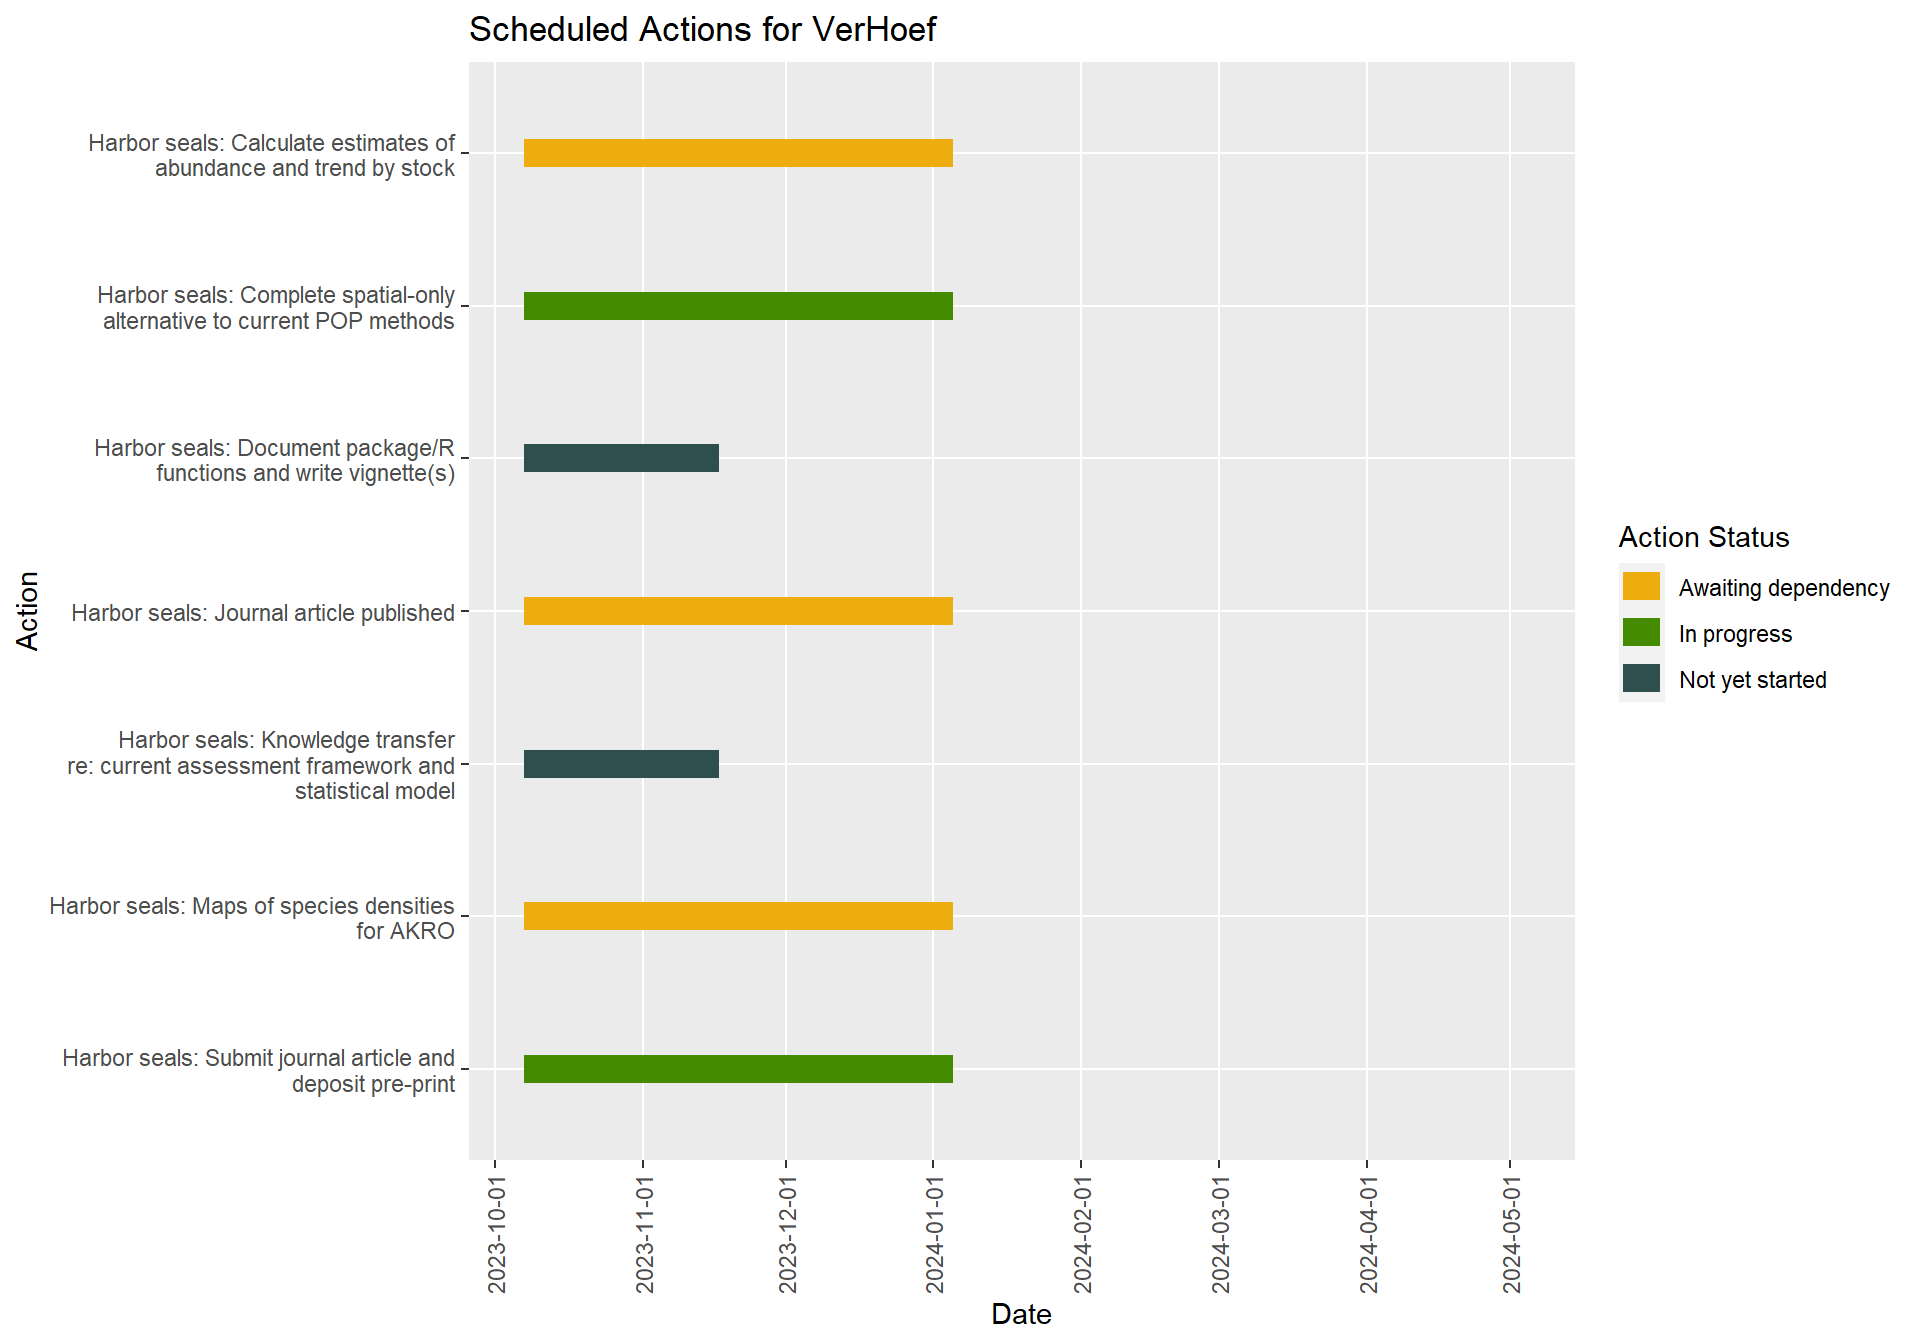 Scheduled Actions for VerHoef
Action
Harbor seals: Calculate estimates of
abundance and trend by stock
Harbor seals: Complete spatial-only
alternative to current POP methods
Harbor seals: Document package/R
functions and write vignette(s)
Harbor seals: Journal article published
Harbor seals: Knowledge transfer
re: current assessment framework and
statistical model
Harbor seals: Maps of species densities
for AKRO
Harbor seals: Submit journal article and
deposit pre-print
2023-10-01
2023-11-01
2023-12-01
2024-01-01
2024-02-01
2024-03-01
2024-04-01
2024-05-01
Date
Action Status
Awaiting dependency
In progress
Not yet started